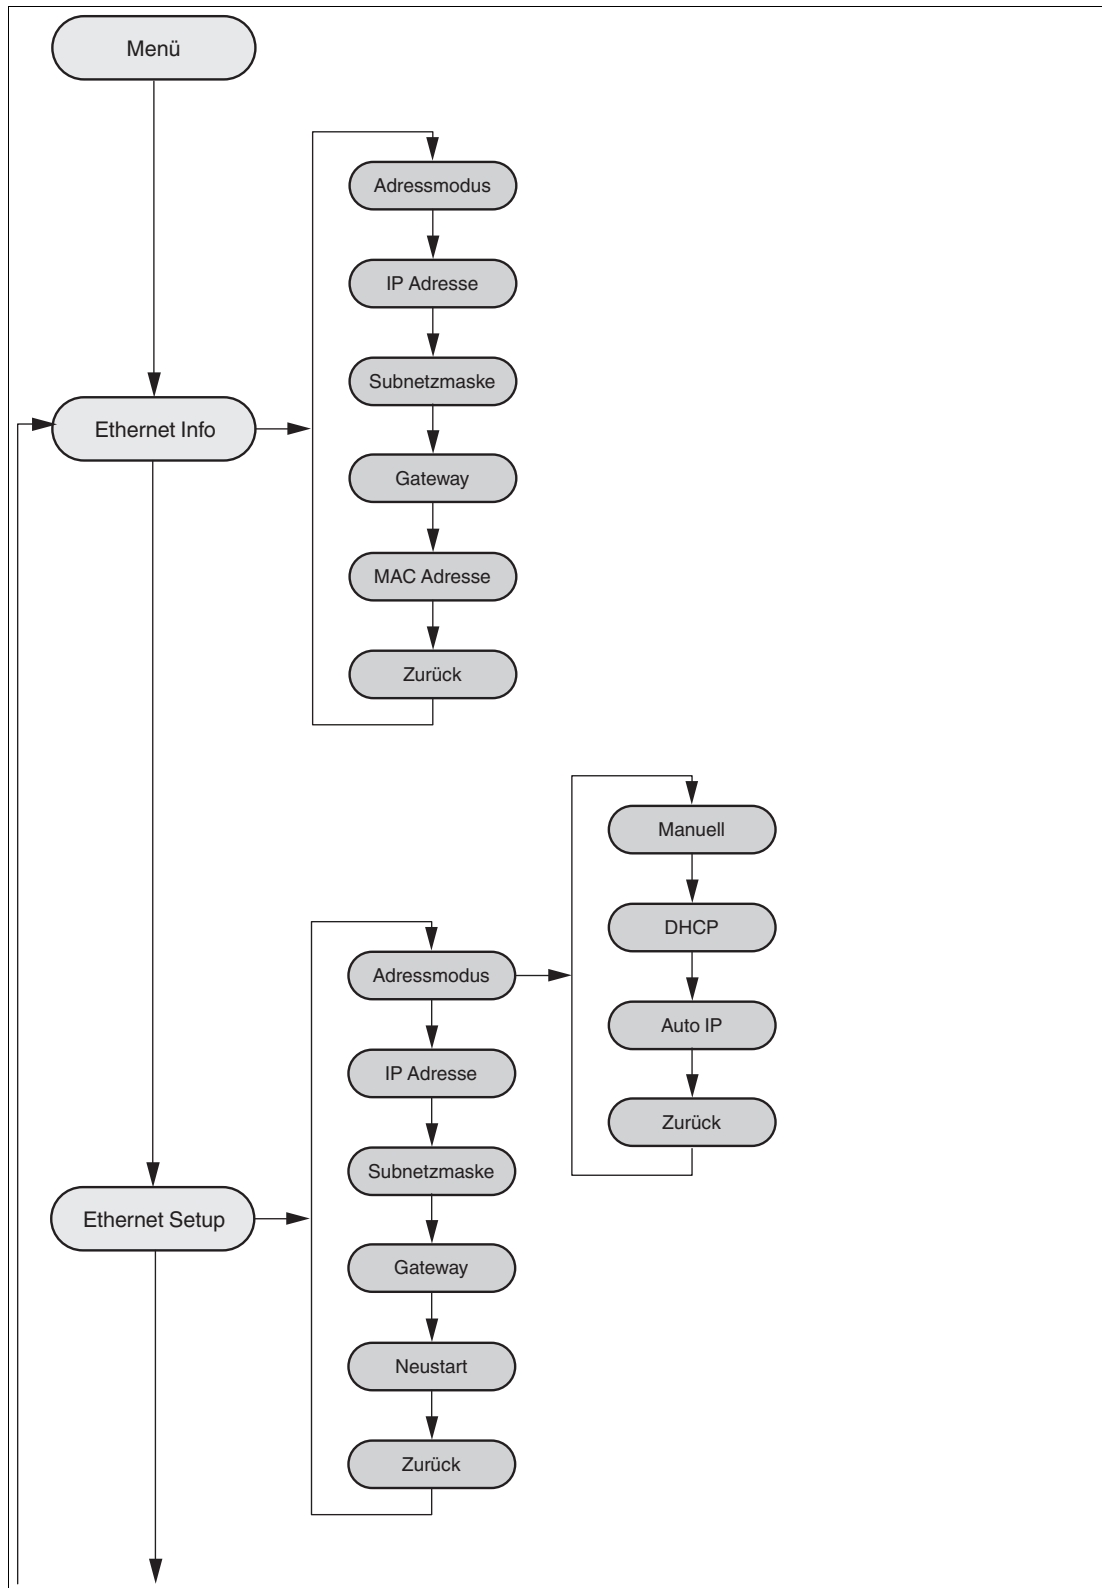 Menü
Adressmodus
IP Adresse
Subnetzmaske
Ethernet Info
Gateway
MAC Adresse
Zurück
Manuell
DHCP
Adressmodus
Auto IP
IP Adresse
Zurück
Subnetzmaske
Ethernet Setup
Gateway
Neustart
Zurück